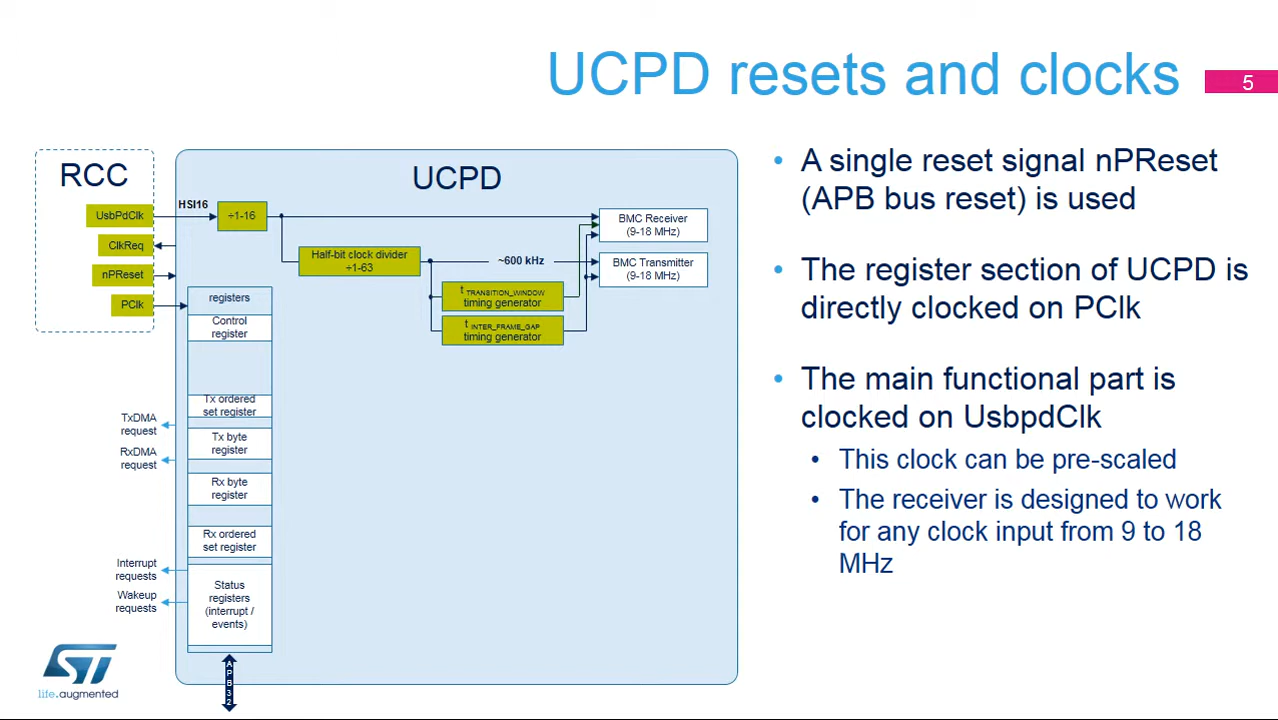 UCPD resets and clocks
5
RCC
UsbPdClk
ClkReq
nPReset
PClk
HSI16
UCPD
÷1-16
Half-bit clock divider
÷1-63
~600 kHz
t TRANSITION_WINDOW
timing generator
t INTER_FRAME_GAP
timing generator
BMC Receiver
(9-18 MHz)
BMC Transmitter
(9-18 MHz)
registers
Control
register
Tx ordered
set register
Tx byte
register
Rx byte
register
Rx ordered
set register
Status
registers
(interrupt /
events)
TxDMA
request
RxDMA
request
Interrupt
requests
Wakeup
requests
APB32
• A single reset signal nPReset
(APB bus reset) is used
• The register section of UCPD is
directly clocked on PClk
• The main functional part is
clocked on UsbpdClk
• This clock can be pre-scaled
• The receiver is designed to work
for any clock input from 9 to 18
MHz
ST
life.augmented